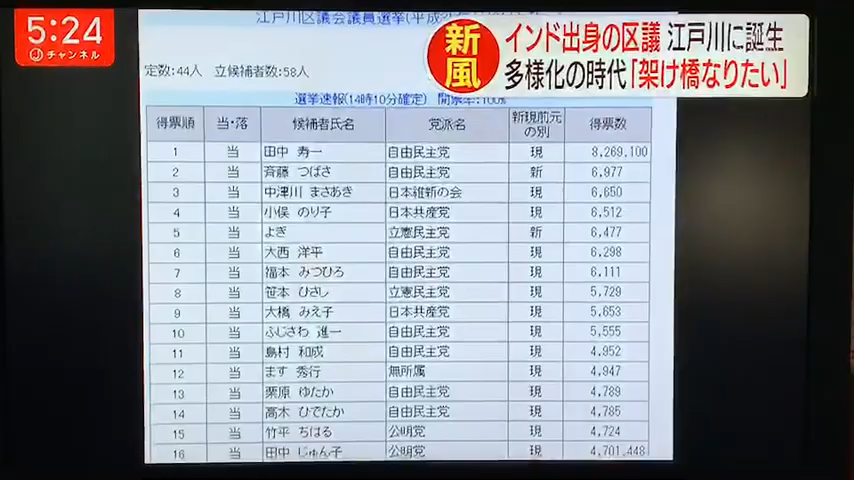 5:24
Jチャンネル
新風
インド出身の区議 江戸川に誕生
多様化の時代「架け橋なりたい」
江戸川区議会議員選挙(平成
定数:44人 立候補者数:58人
選挙速報(14時10分確定) 開票率:100%
得票順 当・落 候補者氏名 党派名 新現前元の別 得票数
1 当 田中 寿一 自由民主党 現 8,269,100
2 当 斉藤 つばさ 自由民主党 新 6,977
3 当 中津川 まさあき 日本維新の会 現 6,650
4 当 小俣 のり子 日本共産党 現 6,512
5 当 よぎ 立憲民主党 新 6,477
6 当 大西 洋平 自由民主党 現 6,298
7 当 福本 みつひろ 自由民主党 現 6,111
8 当 笹本 ひさし 立憲民主党 現 5,729
9 当 大橋 みえ子 日本共産党 現 5,653
10 当 ふじさわ 進一 自由民主党 現 5,555
11 当 島村 和成 自由民主党 現 4,952
12 当 ます 秀行 無所属 現 4,947
13 当 栗原 ゆたか 自由民主党 現 4,789
14 当 高木 ひでたか 自由民主党 現 4,785
15 当 竹平 ちはる 公明党 現 4,724
16 当 田中 じゅん子 公明党 現 4,701,448